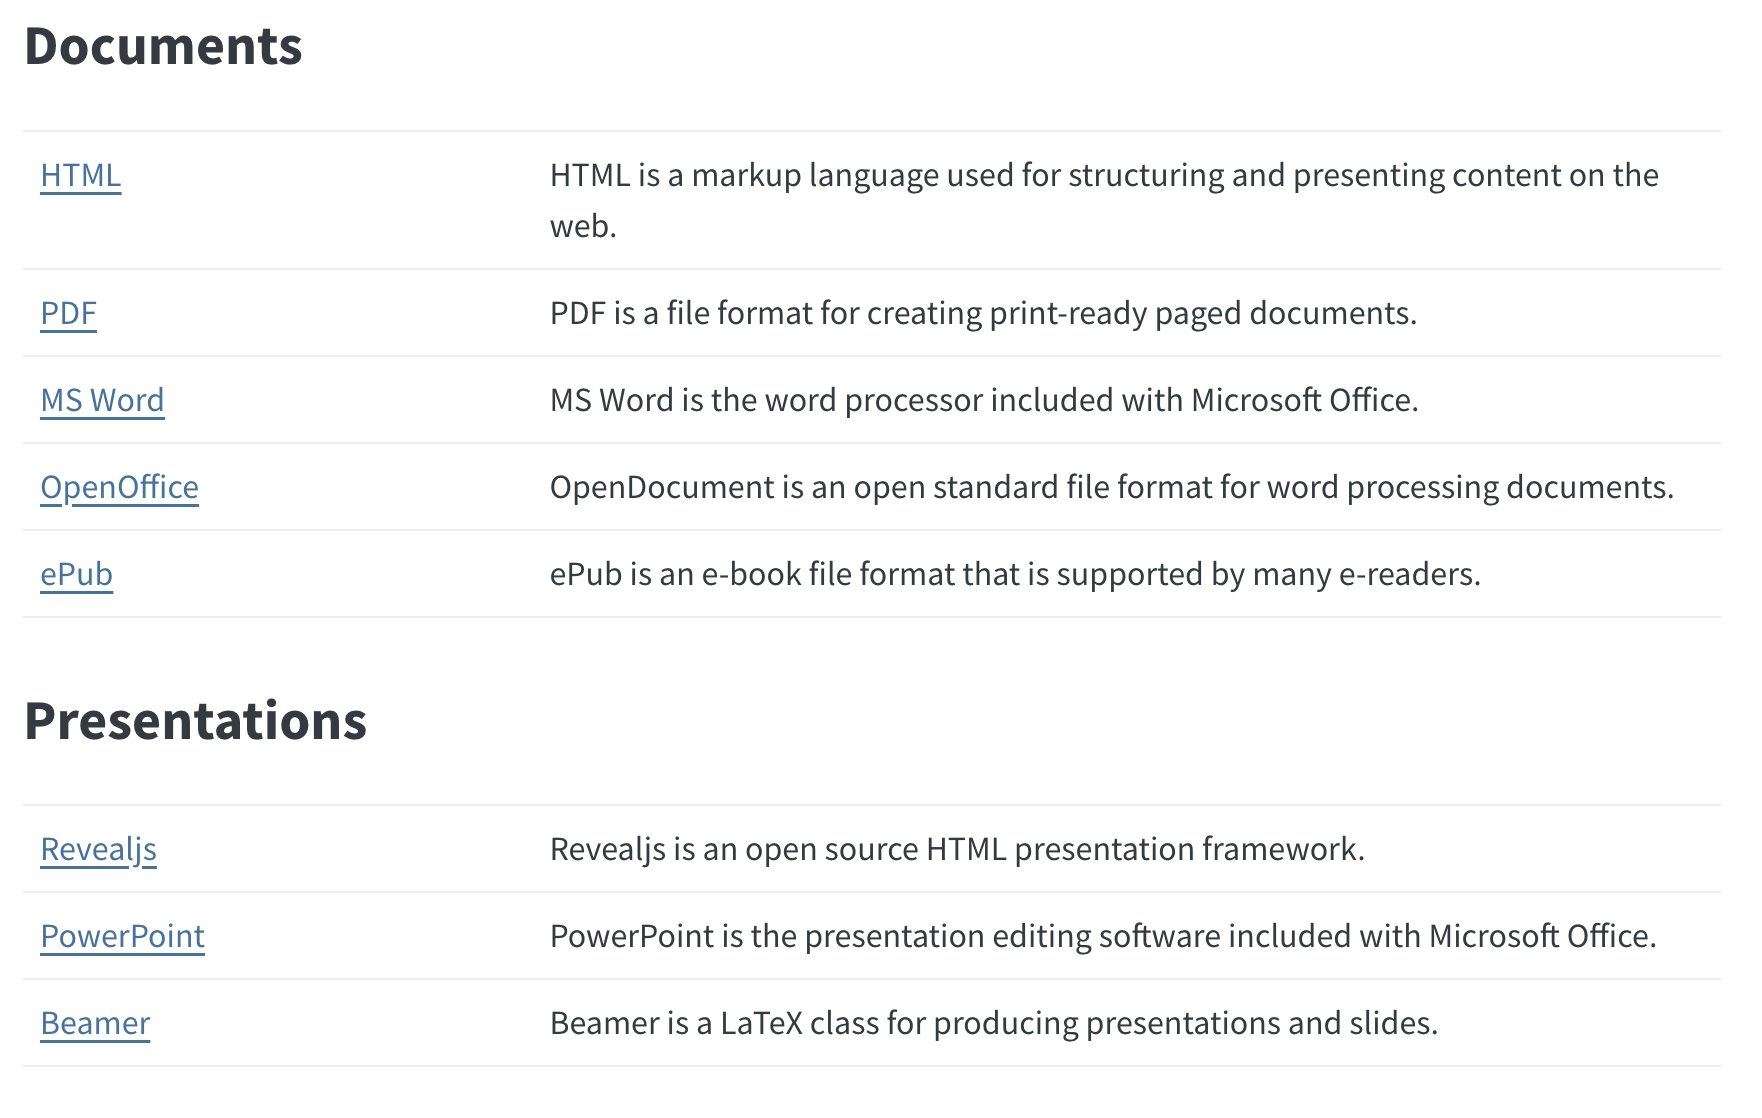 Documents
HTML
HTML is a markup language used for structuring and presenting content on the
web.
PDF
PDF is a file format for creating print-ready paged documents.
MS Word
MS Word is the word processor included with Microsoft Office.
OpenOffice
OpenDocument is an open standard file format for word processing documents.
ePub
ePub is an e-book file format that is supported by many e-readers.
Presentations
Revealjs
Revealjs is an open source HTML presentation framework.
PowerPoint
PowerPoint is the presentation editing software included with Microsoft Office.
Beamer
Beamer is a LaTeX class for producing presentations and slides.